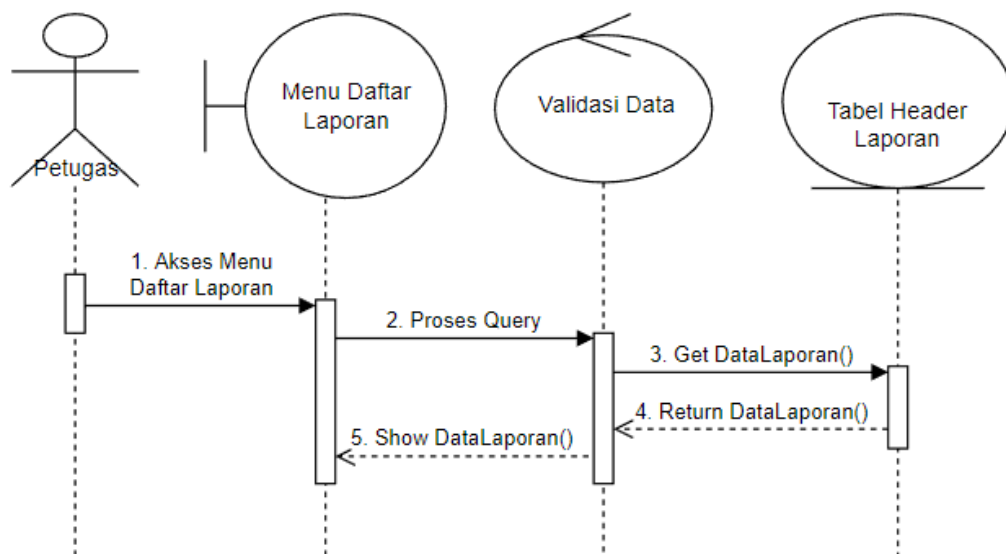 Petugas
Menu Daftar
Laporan
Validasi Data
Tabel Header
Laporan
1. Akses Menu
Daftar Laporan
2. Proses Query
3. Get DataLaporan()
4. Return DataLaporan()
5. Show DataLaporan()